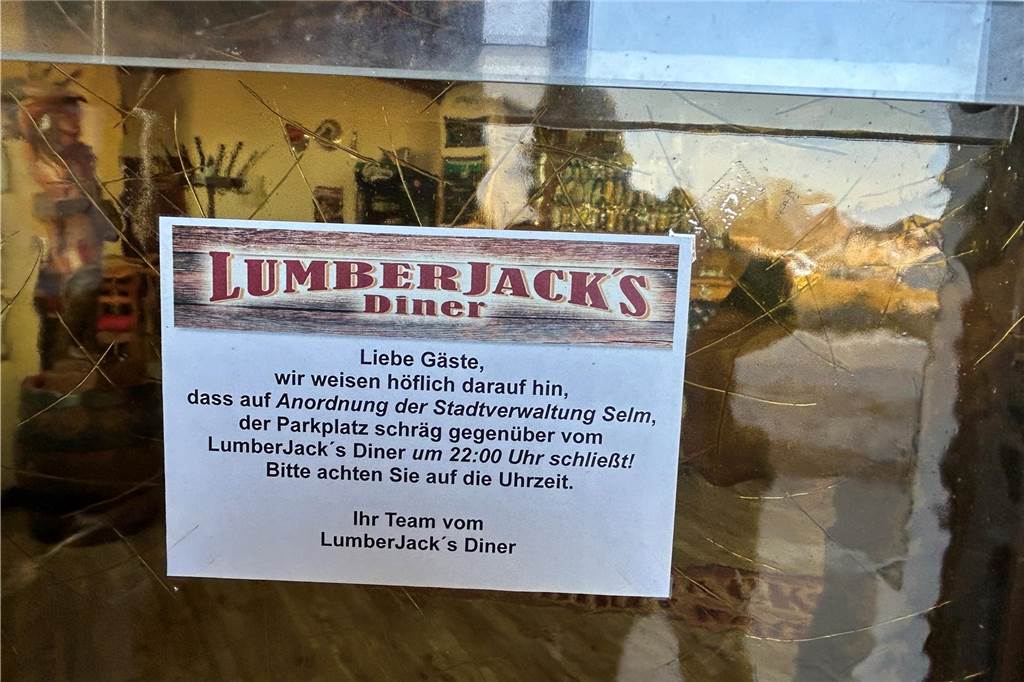 LUMBERJACK´S
Diner
Liebe Gäste,
wir weisen höflich darauf hin,
dass auf Anordnung der Stadtverwaltung Selm,
der Parkplatz schräg gegenüber vom
LumberJack´s Diner um 22:00 Uhr schließt!
Bitte achten Sie auf die Uhrzeit.
Ihr Team vom
LumberJack´s Diner